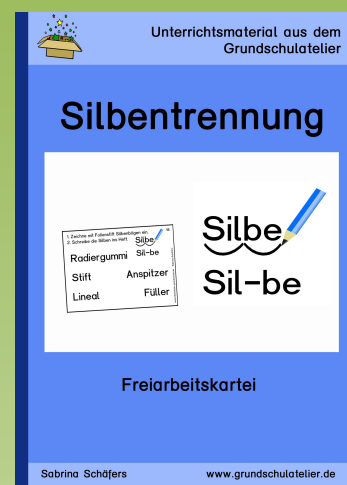 Unterrichtsmaterial aus dem
Grundschulatelier
Silbentrennung
1. Zeichne mit Folienstift Silbenbögen ein.
2. Schreibe die Silben ins Heft.
Silbe
Sil-be
Radiergummi
Stift
Anspitzer
Lineal
Füller
Silbe
Sil-be
Freiarbeitskartei
Sabrina Schäfers
www.grundschulatelier.de